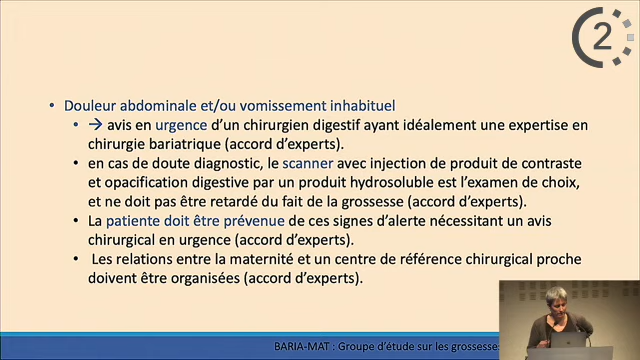 2
• Douleur abdominale et/ou vomissement inhabituel
• → avis en urgence d'un chirurgien digestif ayant idéalement une expertise en
chirurgie bariatrique (accord d'experts).
• en cas de doute diagnostic, le scanner avec injection de produit de contraste
et opacification digestive par un produit hydrosoluble est l'examen de choix,
et ne doit pas être retardé du fait de la grossesse (accord d'experts).
• La patiente doit être prévenue de ces signes d'alerte nécessitant un avis
chirurgical en urgence (accord d'experts).
• Les relations entre la maternité et un centre de référence chirurgical proche
doivent être organisées (accord d'experts).
BARIA-MAT : Groupe d'étude sur les grossesses